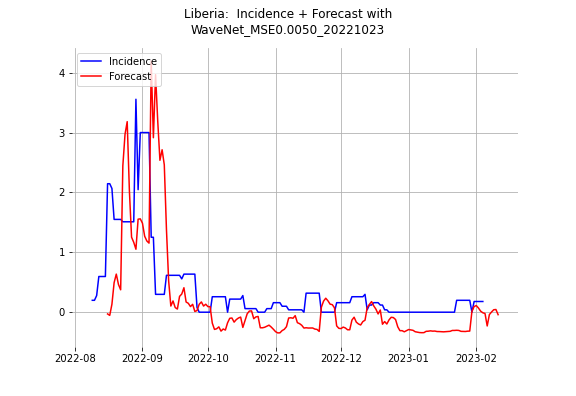 Liberia:  Incidence + Forecast with
WaveNet_MSE0.0050_20221023
Incidence
Forecast
4
3
2
1
0
2022-08 2022-09 2022-10 2022-11 2022-12 2023-01 2023-02